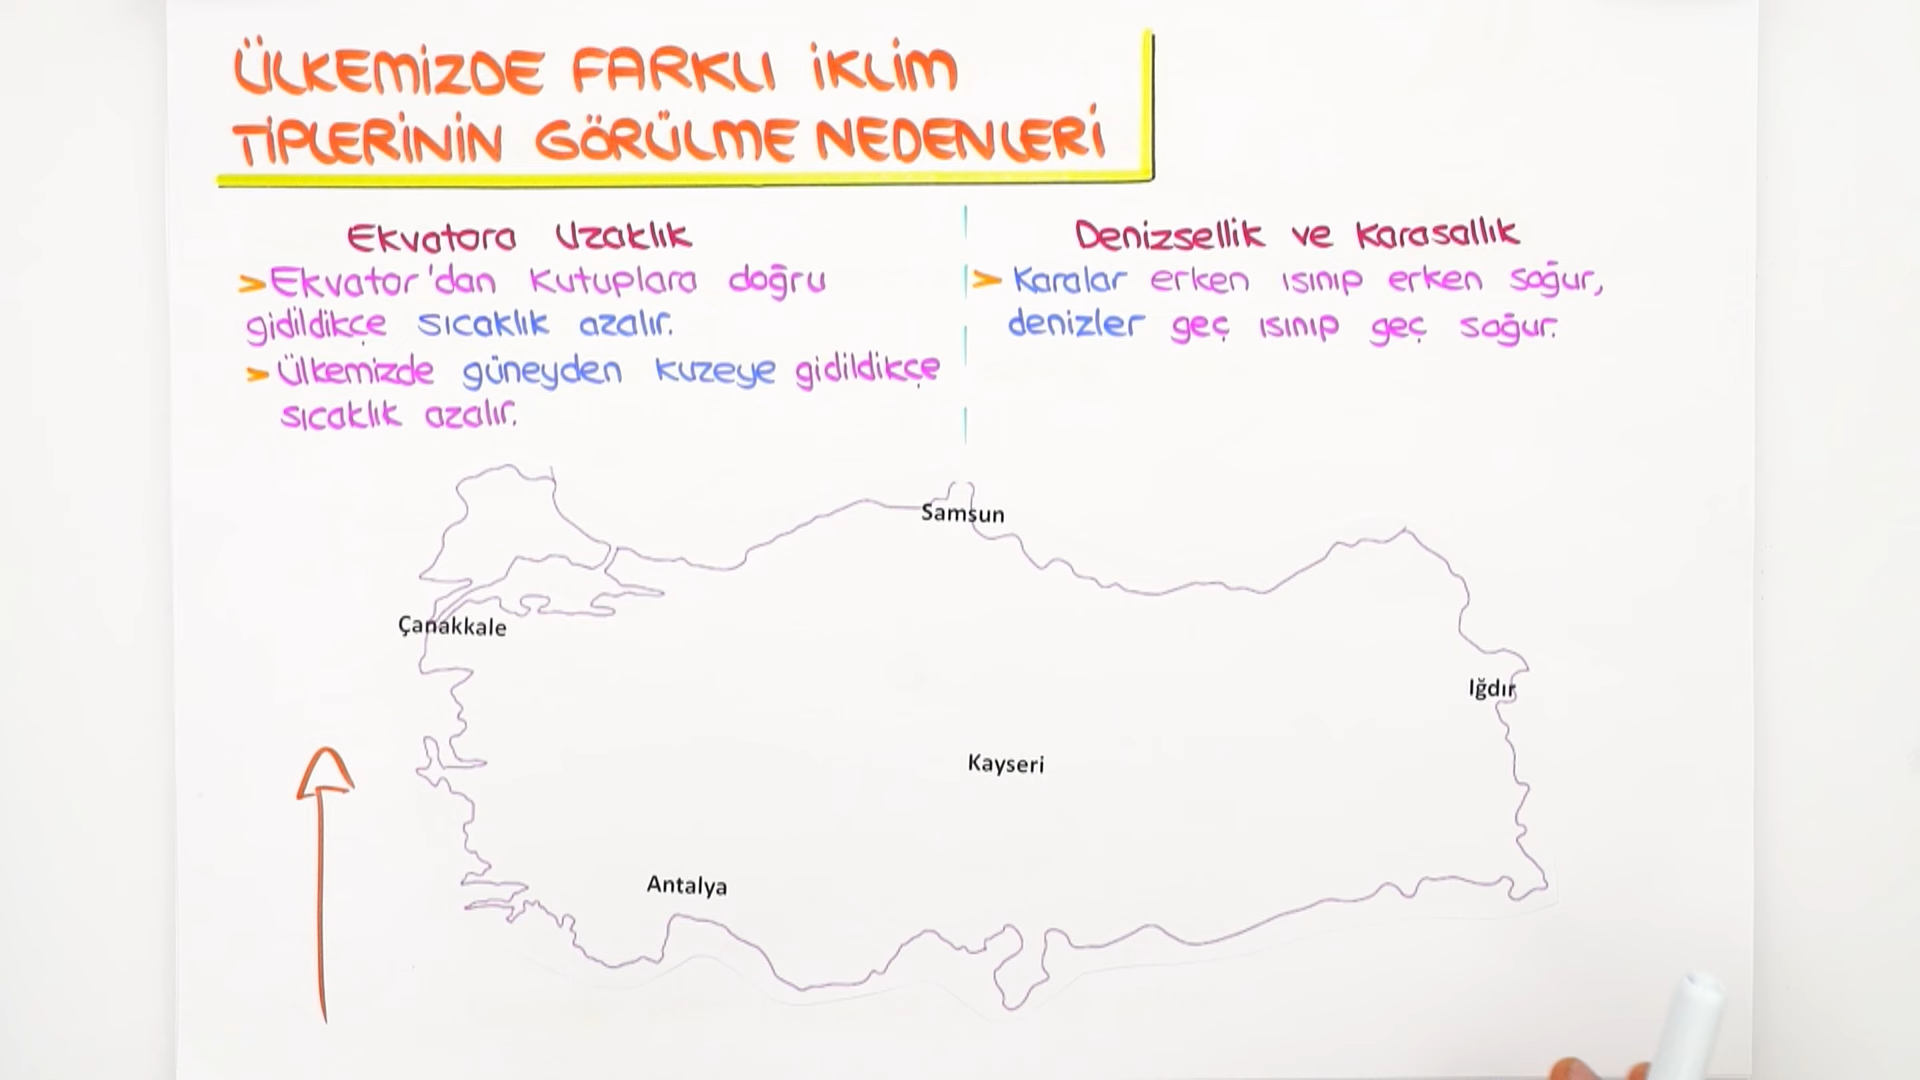 ÜLKEMİZDE FARKLI İKLİM
TİPLERİNİN GÖRÜLME NEDENLERİ
Ekvatora Uzaklık
> Ekvator'dan kutuplara doğru
gidildikçe sıcaklık azalır.
> Ülkemizde güneyden kuzeye gidildikçe
sıcaklık azalır.
Denizsellik ve Karasallık
> Karalar erken ısınıp erken soğur,
denizler geç ısınıp geç soğur.
Samsun
Çanakkale
Iğdır
Kayseri
Antalya